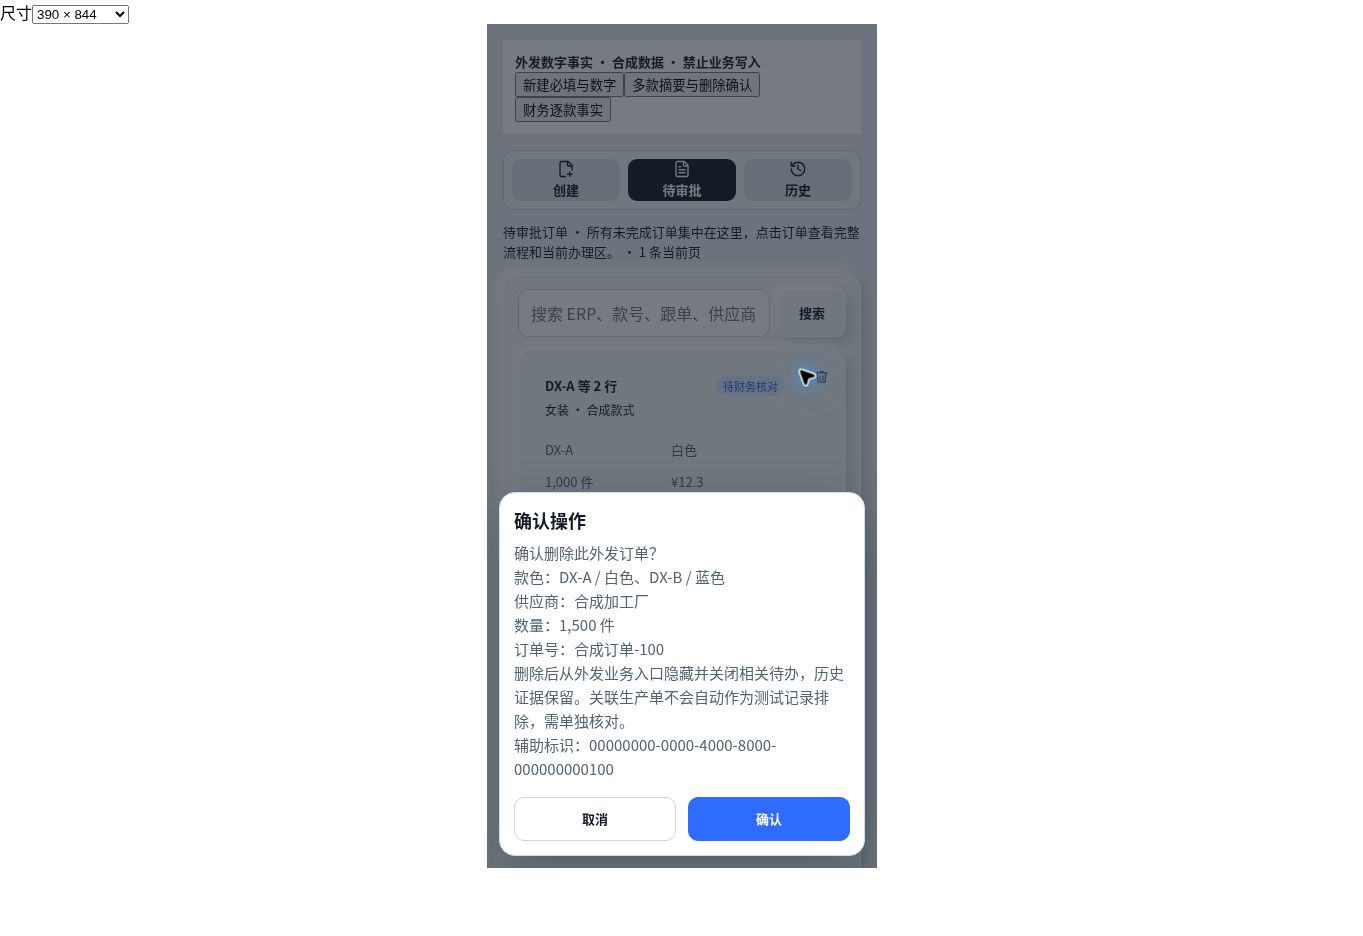 尺寸 390 × 844
外发数字事实 · 合成数据 · 禁止业务写入
新建必填与数字 多款摘要与删除确认
财务逐款事实
创建 待审批 历史
待审批订单 · 所有未完成订单集中在这里，点击订单查看完整
流程和当前办理区。 · 1 条当前页
搜索 ERP、款号、跟单、供应商 搜索
DX-A 等 2 行 待财务核对
女装 · 合成款式
DX-A 白色
1,000 件 ¥12.3
确认操作
确认删除此外发订单？
款色：DX-A / 白色、DX-B / 蓝色
供应商：合成加工厂
数量：1,500 件
订单号：合成订单-100
删除后从外发业务入口隐藏并关闭相关待办，历史
证据保留。关联生产单不会自动作为测试记录排
除，需单独核对。
辅助标识：00000000-0000-4000-8000-
000000000100
取消 确认